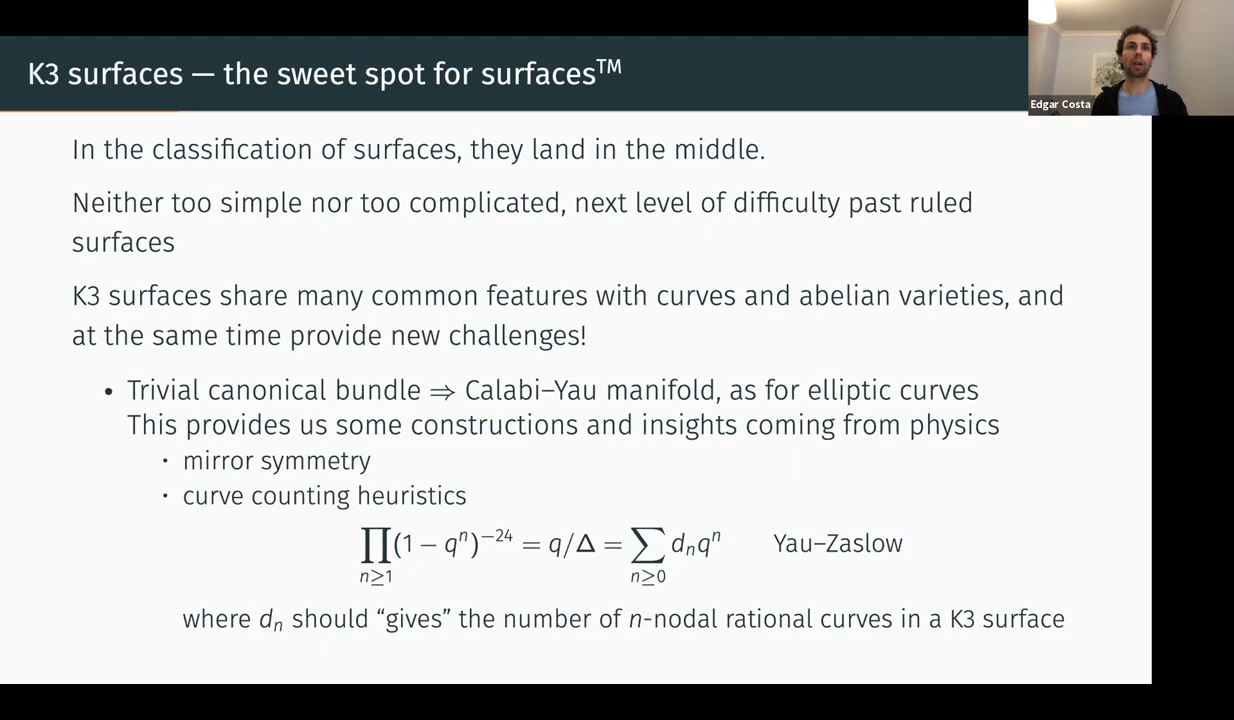 K3 surfaces — the sweet spot for surfaces™
Edgar Costa
In the classification of surfaces, they land in the middle.
Neither too simple nor too complicated, next level of difficulty past ruled
surfaces
K3 surfaces share many common features with curves and abelian varieties, and
at the same time provide new challenges!
• Trivial canonical bundle ⇒ Calabi–Yau manifold, as for elliptic curves
This provides us some constructions and insights coming from physics
· mirror symmetry
· curve counting heuristics
∏_{n≥1} (1 − qⁿ)⁻²⁴ = q/Δ = ∑_{n≥0} dₙqⁿ Yau–Zaslow
where dₙ should “gives” the number of n-nodal rational curves in a K3 surface